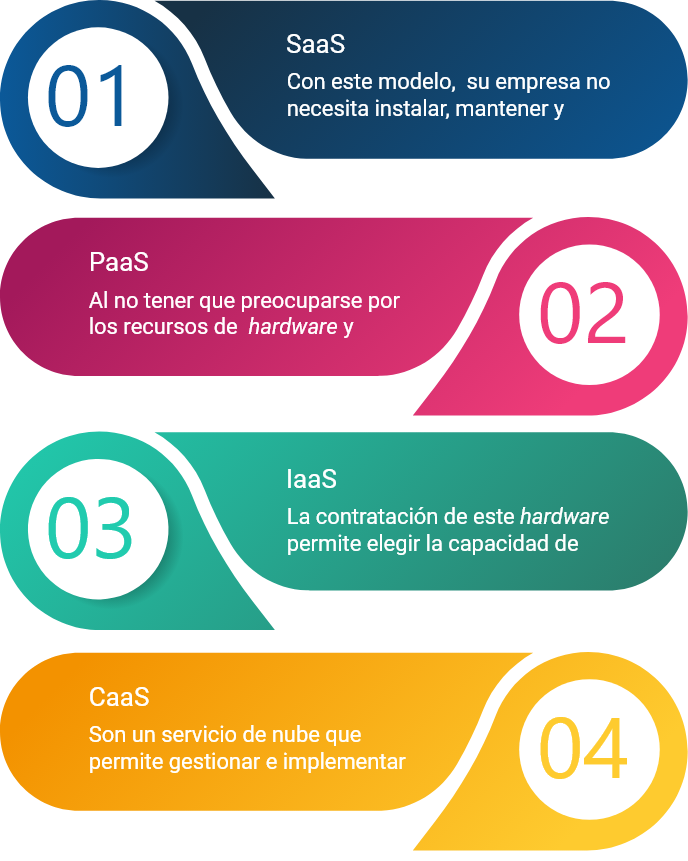 01
SaaS
Con este modelo,  su empresa no
necesita instalar, mantener y
PaaS
Al no tener que preocuparse por
los recursos de  hardware y
02
03
IaaS
La contratación de este hardware
permite elegir la capacidad de
CaaS
Son un servicio de nube que
permite gestionar e implementar
04